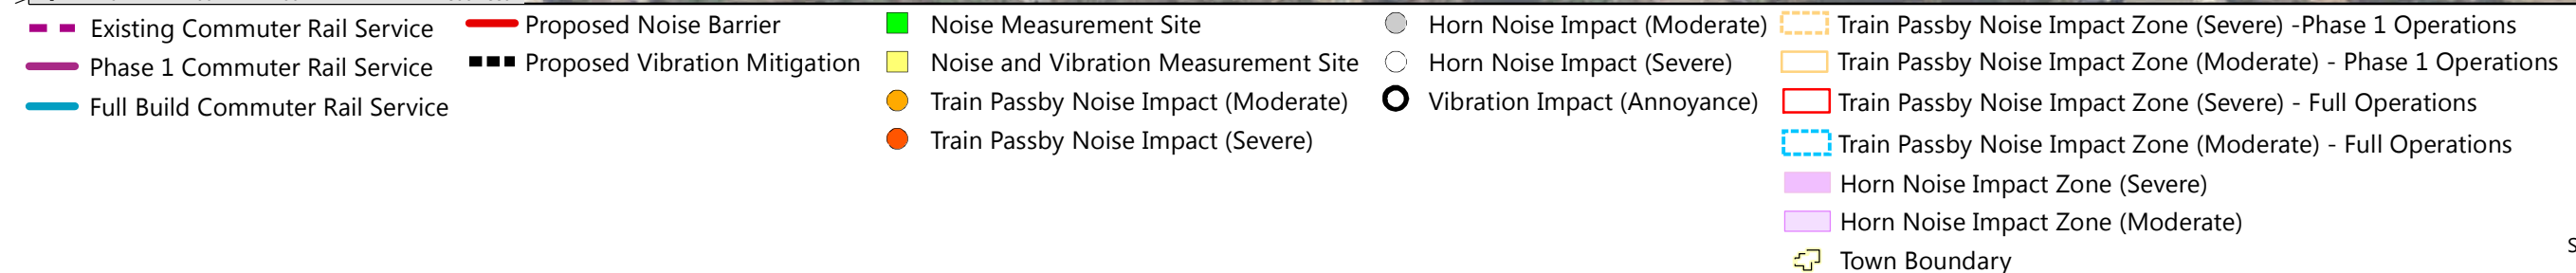 Existing Commuter Rail Service
Phase 1 Commuter Rail Service
Full Build Commuter Rail Service
Proposed Noise Barrier
Proposed Vibration Mitigation
Noise Measurement Site
Noise and Vibration Measurement Site
Train Passby Noise Impact (Moderate)
Train Passby Noise Impact (Severe)
Horn Noise Impact (Moderate)
Horn Noise Impact (Severe)
Vibration Impact (Annoyance)
Train Passby Noise Impact Zone (Severe) -Phase 1 Operations
Train Passby Noise Impact Zone (Moderate) - Phase 1 Operations
Train Passby Noise Impact Zone (Severe) - Full Operations
Train Passby Noise Impact Zone (Moderate) - Full Operations
Horn Noise Impact Zone (Severe)
Horn Noise Impact Zone (Moderate)
Town Boundary